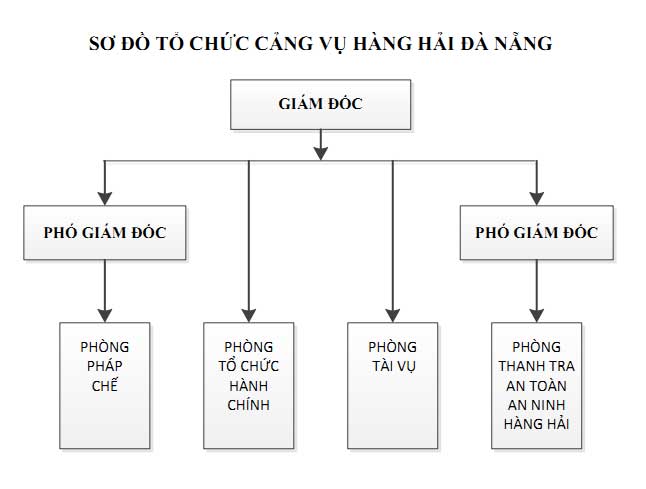 SƠ ĐỒ TỔ CHỨC CẢNG VỤ HÀNG HẢI ĐÀ NẴNG
GIÁM ĐỐC
PHÓ GIÁM ĐỐC
PHÓ GIÁM ĐỐC
PHÒNG
PHÁP
CHẾ
PHÒNG
TỔ CHỨC
HÀNH
CHÍNH
PHÒNG
TÀI VỤ
PHÒNG
THANH TRA
AN TOÀN
AN NINH
HÀNG HẢI